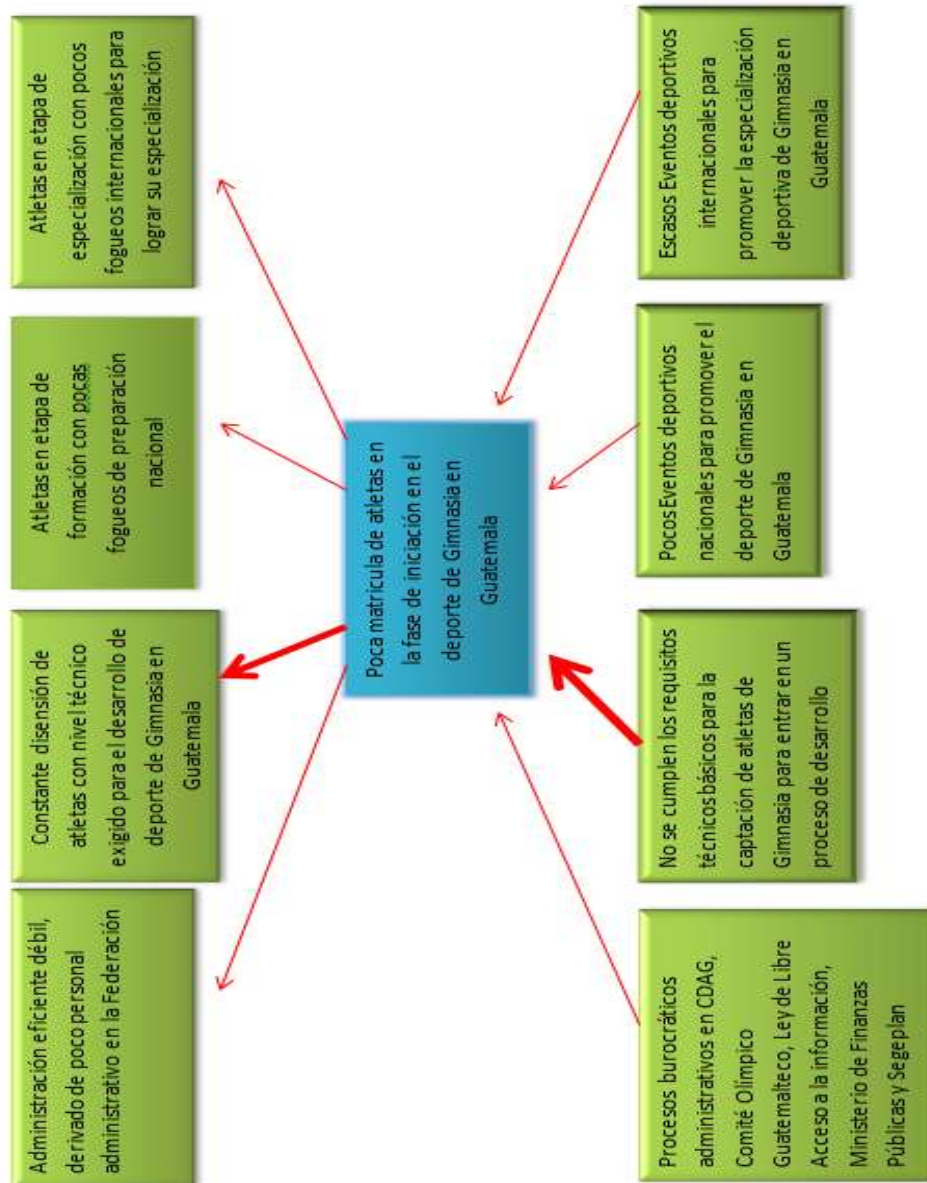 Administración eficiente débil,
derivado de poco personal
administrativo en la Federación
Constante disensión de
atletas con nivel técnico
exigido para el desarrollo de
deporte de Gimnasia en
Guatemala
Atletas en etapa de
formación con pocas
fogueos de preparación
nacional
Atletas en etapa de
especialización con pocos
fogueos internacionales para
lograr su especialización
Poca matricula de atletas en
la fase de iniciación en el
deporte de Gimnasia en
Guatemala
Procesos burocráticos
administrativos en CDAG,
Comité Olímpico
Guatemalteco, Ley de Libre
Acceso a la información,
Ministerio de Finanzas
Públicas y Segeplan
No se cumplen los requisitos
técnicos básicos para la
captación de atletas de
Gimnasia para entrar en un
proceso de desarrollo
Pocos Eventos deportivos
nacionales para promover el
deporte de Gimnasia en
Guatemala
Escasos Eventos deportivos
internacionales para
promover la especialización
deportiva de Gimnasia en
Guatemala